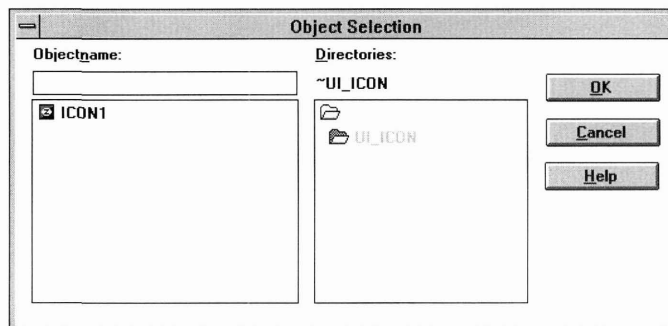 Object Selection
Objectname:
ICON1
Directories:
~UI_ICON
UI_ICON
OK
Cancel
Help